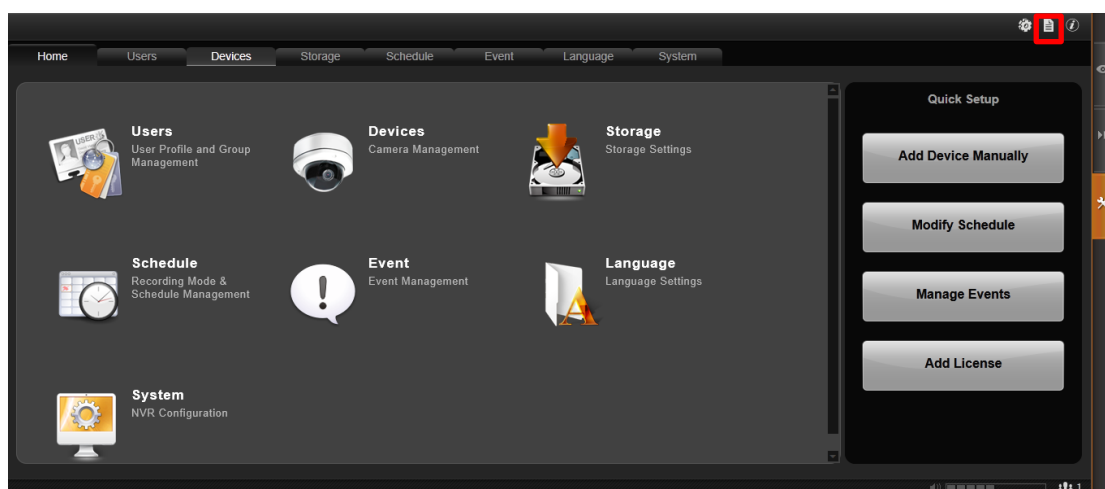 Home Users Devices Storage Schedule Event Language System
Quick Setup
Users
User Profile and Group
Management
Devices
Camera Management
Storage
Storage Settings
Schedule
Recording Mode &
Schedule Management
Event
Event Management
Language
Language Settings
System
NVR Configuration
Add Device Manually
Modify Schedule
Manage Events
Add License
USER
A
1